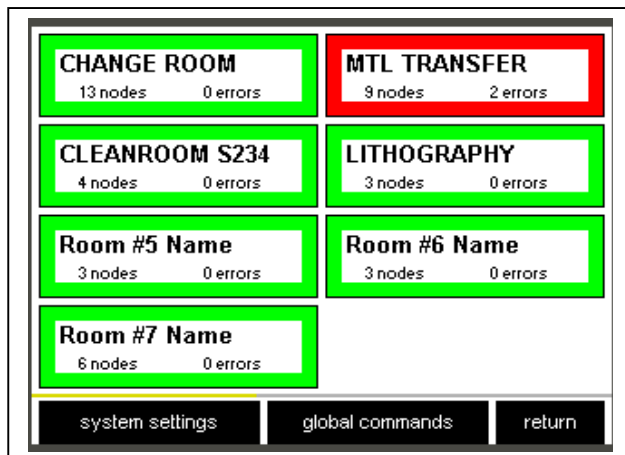 CHANGE ROOM
13 nodes 0 errors
MTL TRANSFER
9 nodes 2 errors
CLEANROOM S234
4 nodes 0 errors
LITHOGRAPHY
3 nodes 0 errors
Room #5 Name
3 nodes 0 errors
Room #6 Name
3 nodes 0 errors
Room #7 Name
6 nodes 0 errors
system settings global commands return